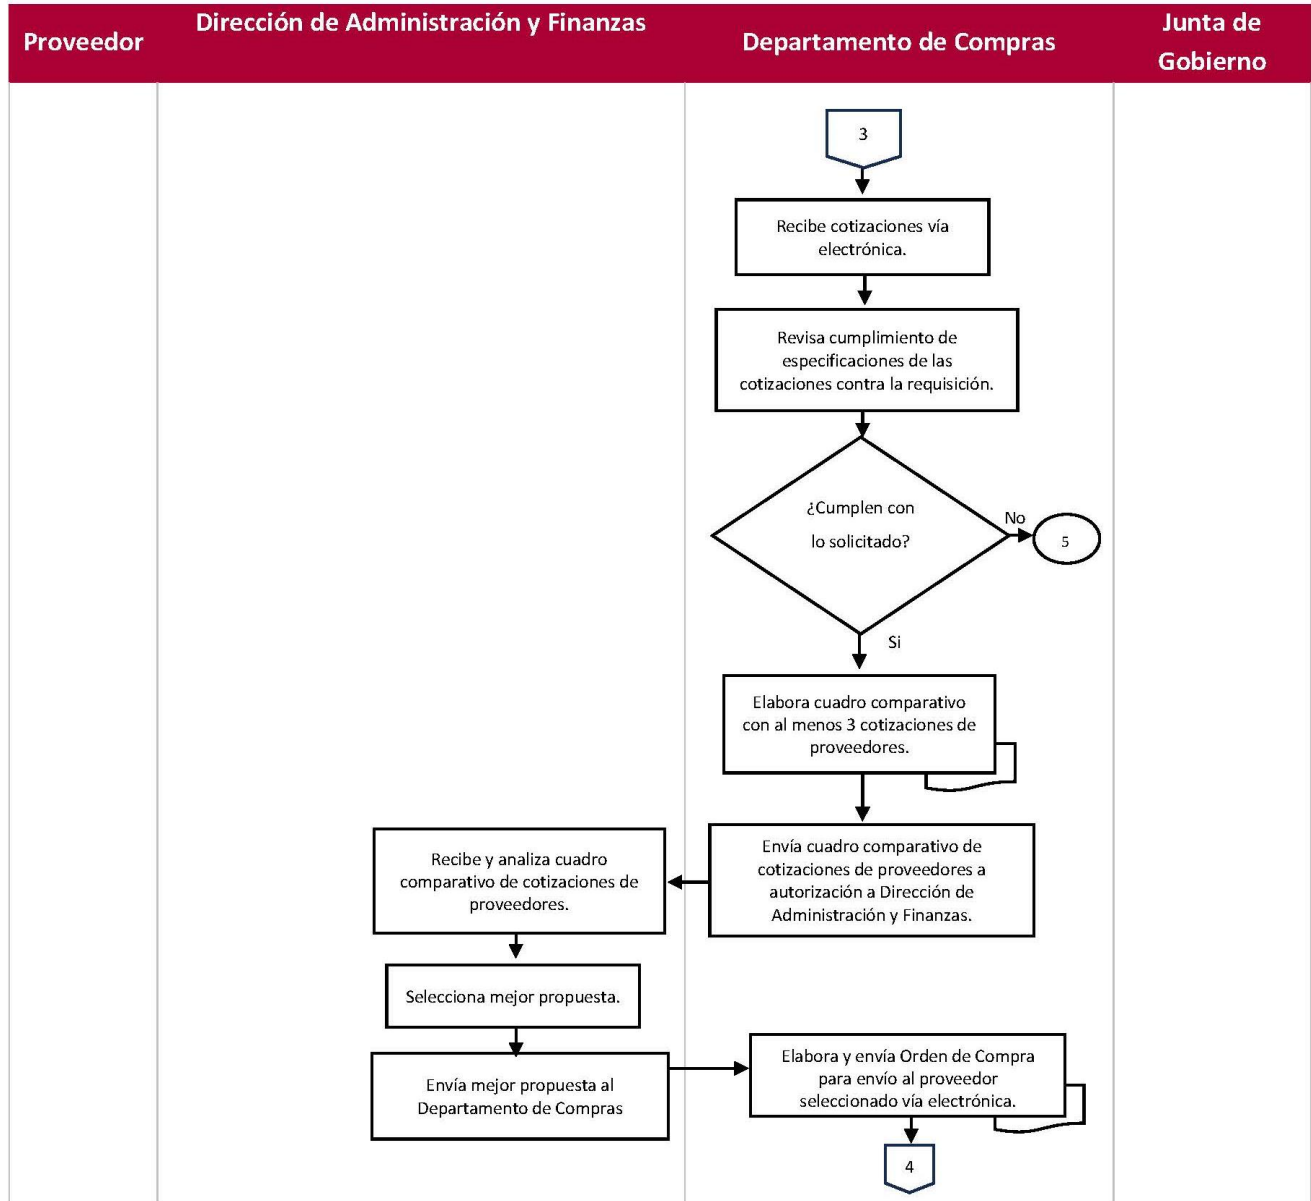 Proveedor
Dirección de Administración y Finanzas
Departamento de Compras
Junta de
Gobierno
3
Recibe cotizaciones vía
electrónica.
Revisa cumplimiento de
especificaciones de las
cotizaciones contra la requisición.
¿Cumplen con
lo solicitado?
No
5
Si
Elabora cuadro comparativo
con al menos 3 cotizaciones de
proveedores.
Envía cuadro comparativo de
cotizaciones de proveedores a
autorización a Dirección de
Administración y Finanzas.
Recibe y analiza cuadro
comparativo de cotizaciones de
proveedores.
Selecciona mejor propuesta.
Envía mejor propuesta al
Departamento de Compras
Elabora y envía Orden de Compra
para envío al proveedor
seleccionado vía electrónica.
4